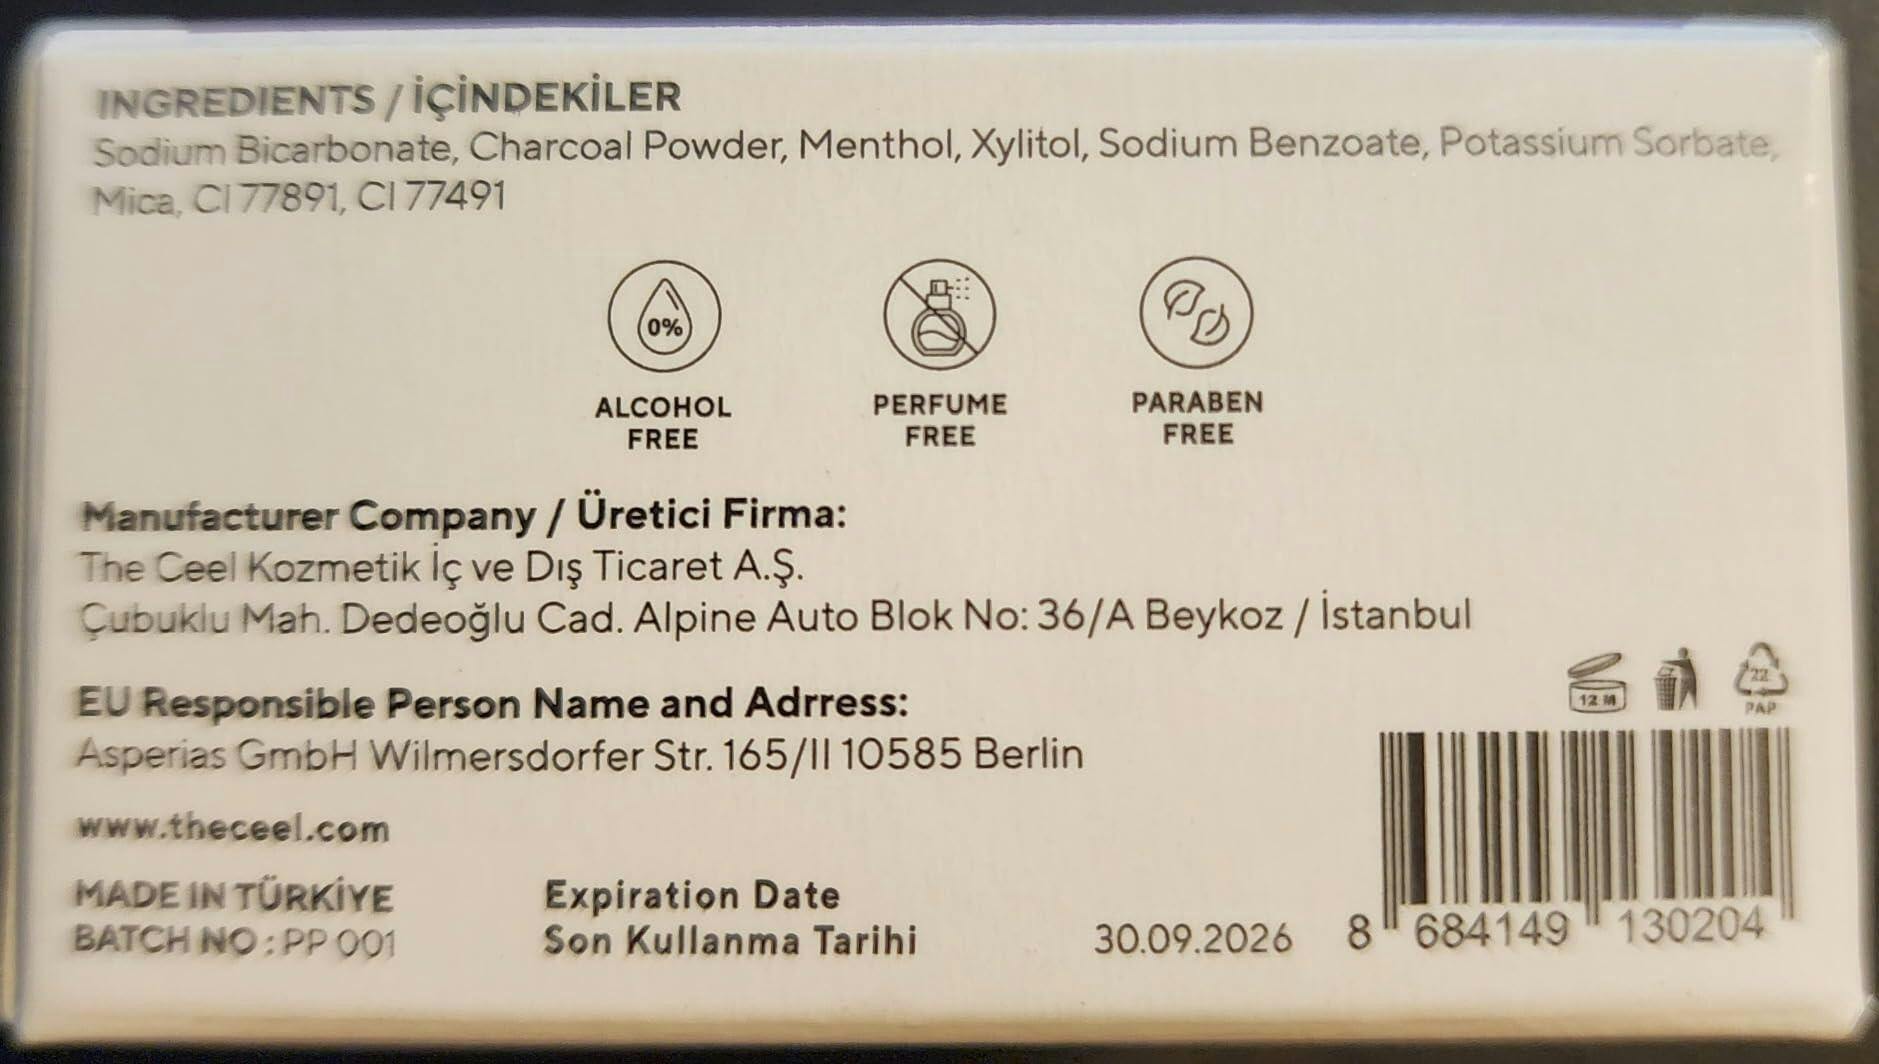 INGREDIENTS / İÇİNDEKİLER
Sodium Bicarbonate, Charcoal Powder, Menthol, Xylitol, Sodium Benzoate, Potassium Sorbate,
Mica, CI 77891, CI 77491
0%
ALCOHOL
FREE
PERFUME
FREE
PARABEN
FREE
Manufacturer Company / Üretici Firma:
The Ceel Kozmetik İç ve Dış Ticaret A.Ş.
Çubuklu Mah. Dedeoğlu Cad. Alpine Auto Blok No: 36/A Beykoz / İstanbul
12 M
22
PAP
EU Responsible Person Name and Adrress:
Asperias GmbH Wilmersdorfer Str. 165/II 10585 Berlin
www.theceel.com
MADE IN TÜRKİYE
BATCH NO : PP 001
Expiration Date
Son Kullanma Tarihi
30.09.2026
8 684149 130204